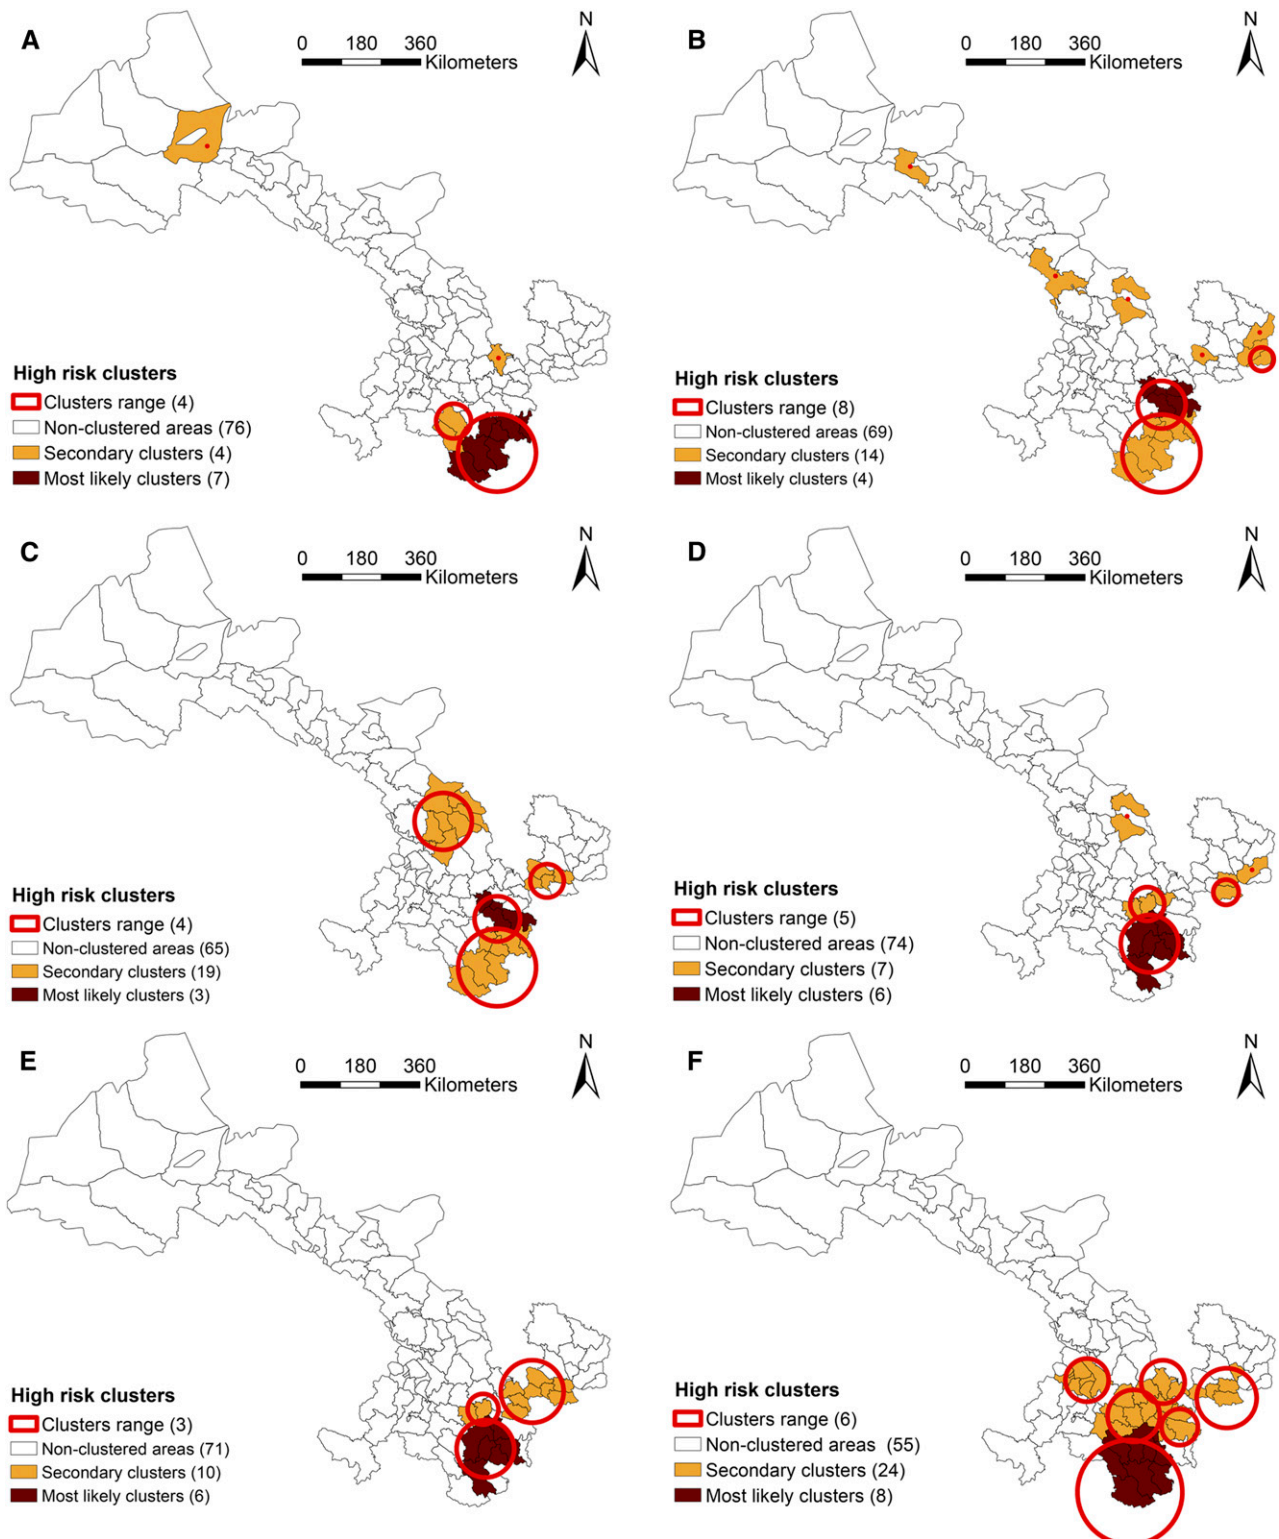 A
0 180 360
Kilometers
N
High risk clusters
Clusters range (4)
Non-clustered areas (76)
Secondary clusters (4)
Most likely clusters (7)
B
0 180 360
Kilometers
N
High risk clusters
Clusters range (8)
Non-clustered areas (69)
Secondary clusters (14)
Most likely clusters (4)
C
0 180 360
Kilometers
N
High risk clusters
Clusters range (4)
Non-clustered areas (65)
Secondary clusters (19)
Most likely clusters (3)
D
0 180 360
Kilometers
N
High risk clusters
Clusters range (5)
Non-clustered areas (74)
Secondary clusters (7)
Most likely clusters (6)
E
0 180 360
Kilometers
N
High risk clusters
Clusters range (3)
Non-clustered areas (71)
Secondary clusters (10)
Most likely clusters (6)
F
0 180 360
Kilometers
N
High risk clusters
Clusters range (6)
Non-clustered areas (55)
Secondary clusters (24)
Most likely clusters (8)